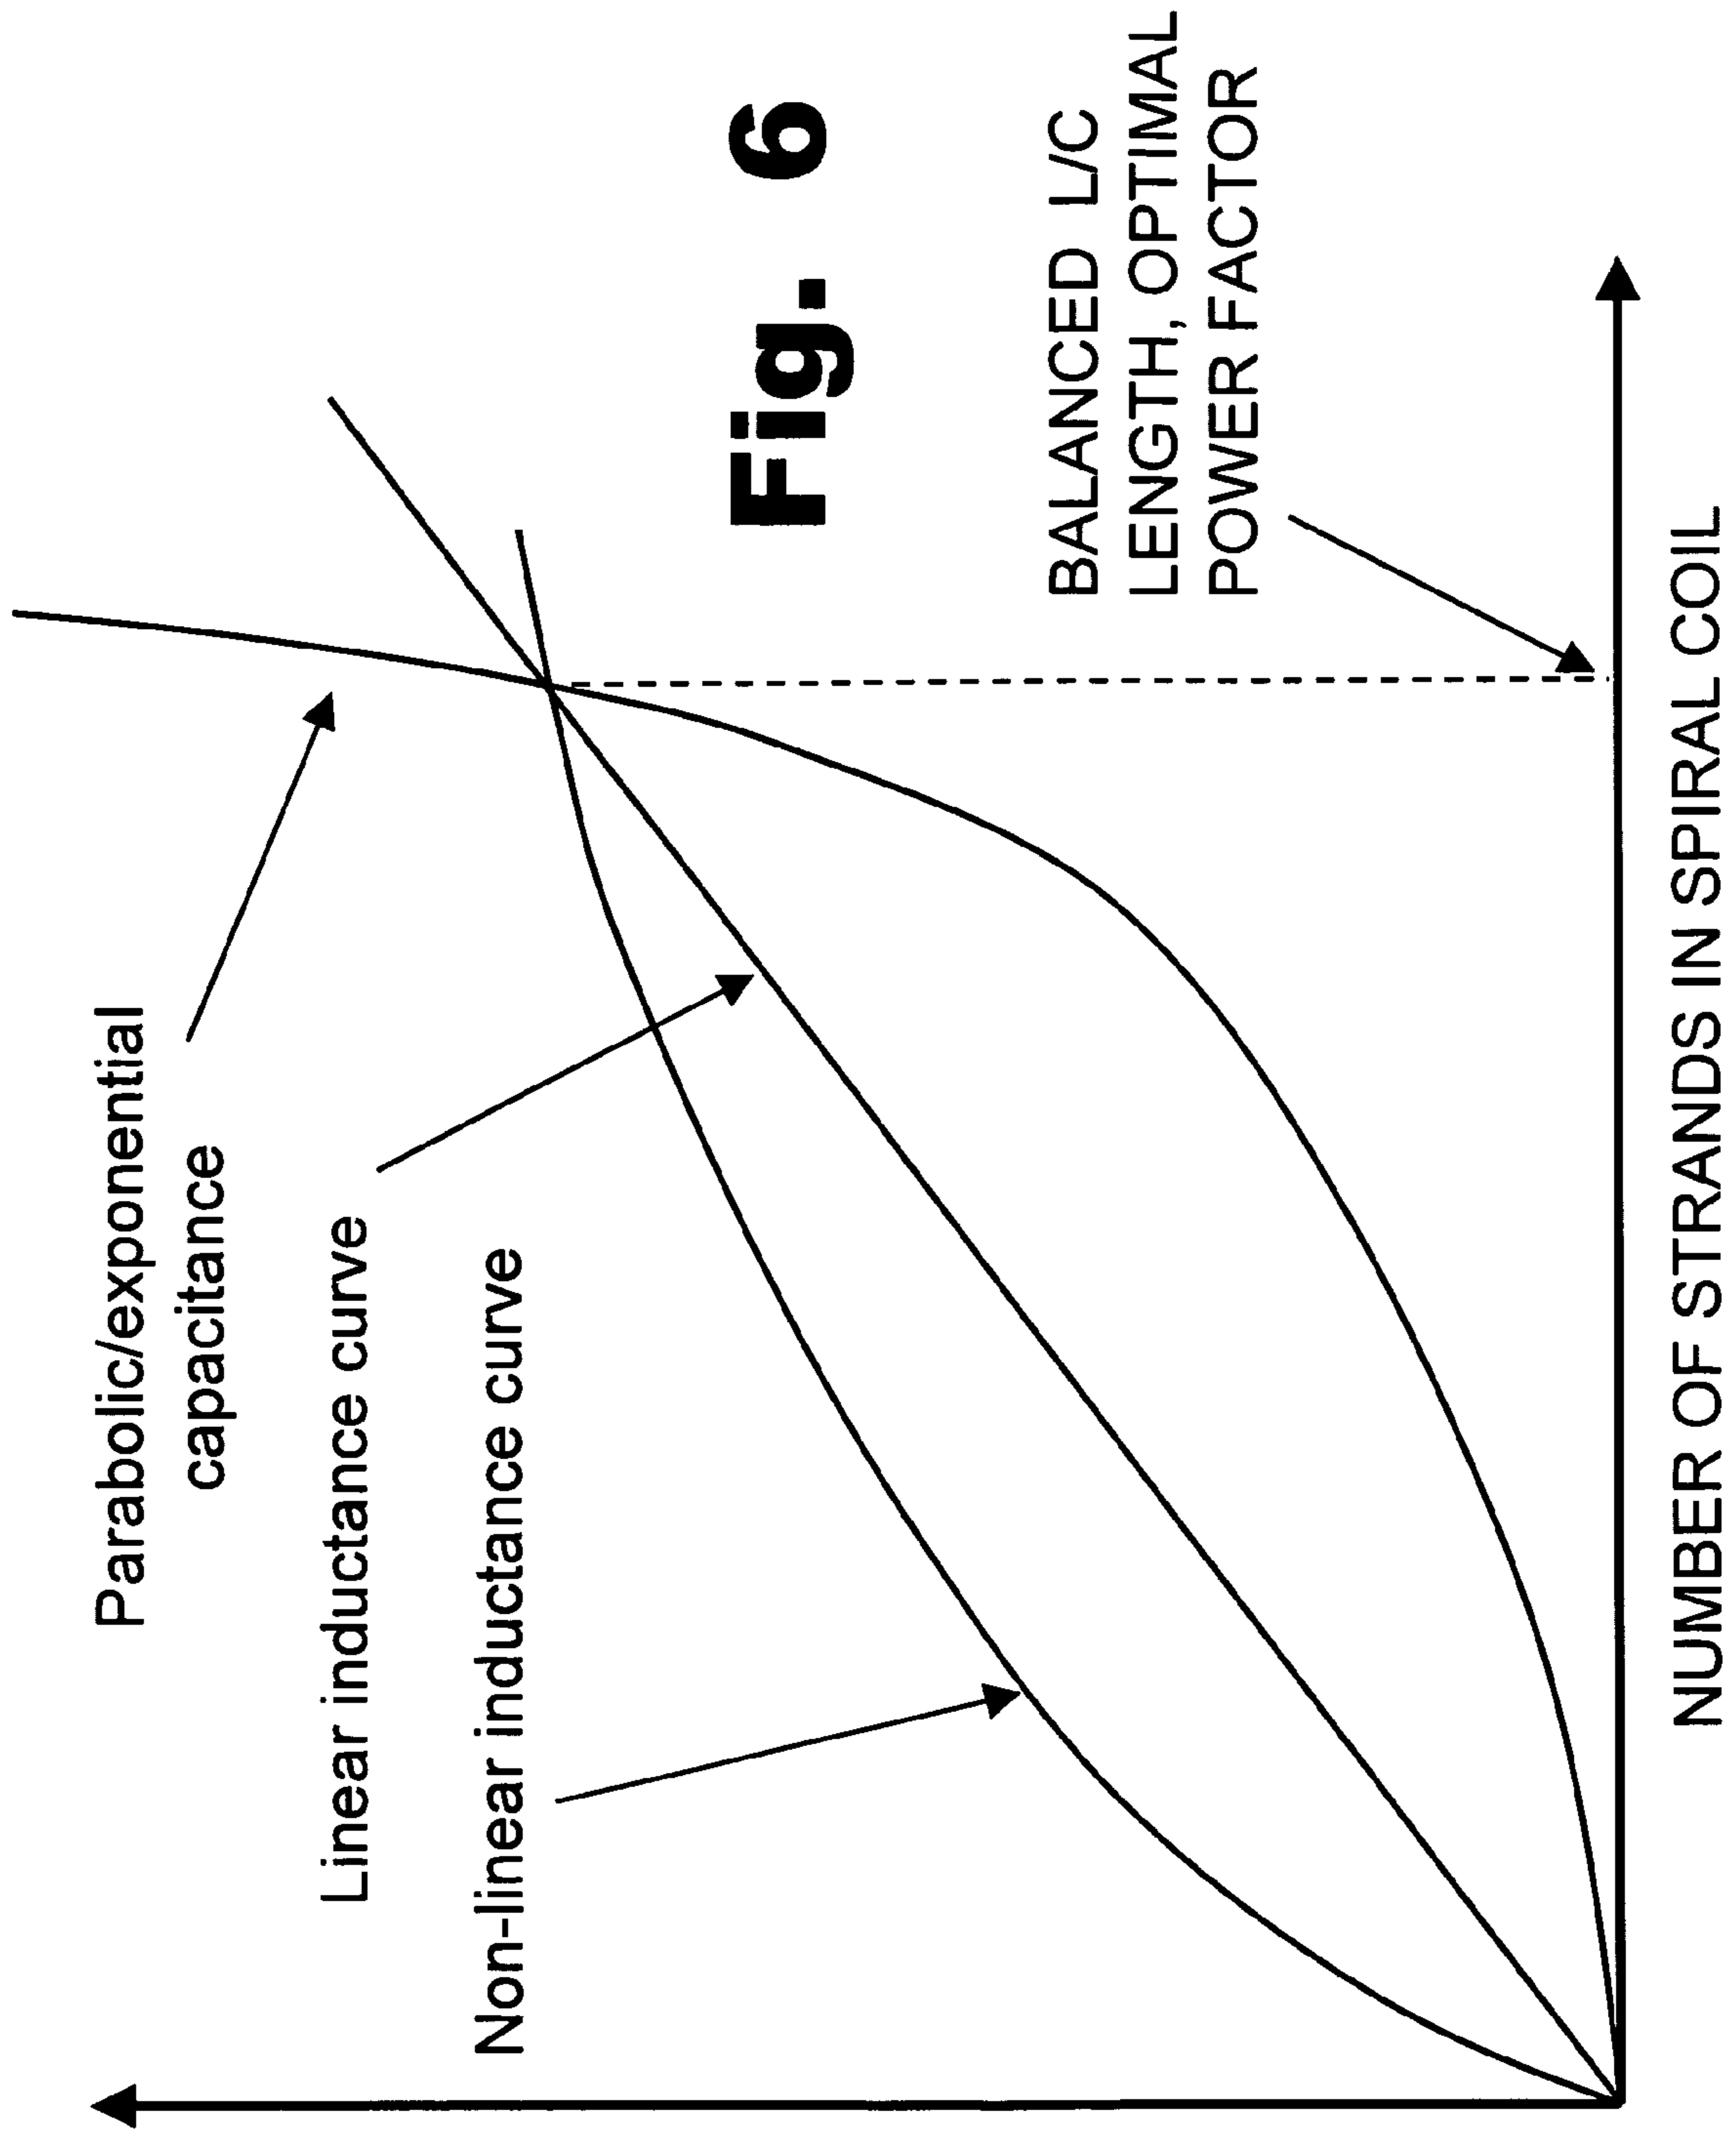 Parabolic/exponential
capacitance
Linear inductance curve
Non-linear inductance curve
Fig. 6
BALANCED L/C
LENGTH, OPTIMAL
POWER FACTOR
NUMBER OF STRANDS IN SPIRAL COIL